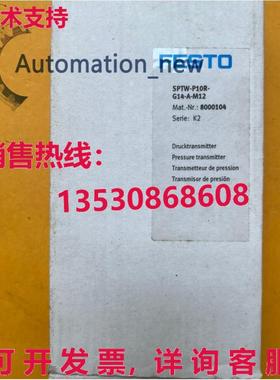 技术支持
FESTO
Automation_new
SPTW-P10R-
G14-A-M12
Mat.-Nr.: 8000104
Serie: K2
Drucktransmitter
Pressure transmitter
Transmetteur de pression
Transmisor de presión
销售热线：
13530868608
可开发票，详询客服